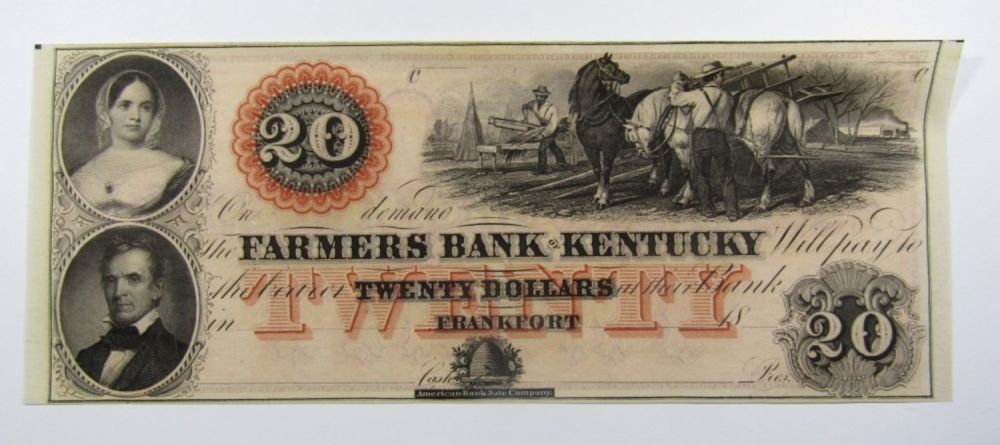 C C
20
On demand
The FARMERS BANK OF KENTUCKY Will pay to
TWENTY
the bearer TWENTY DOLLARS at their Bank
in FRANKFORT 18
20
Cash. Pres.
American Bank Note Company.